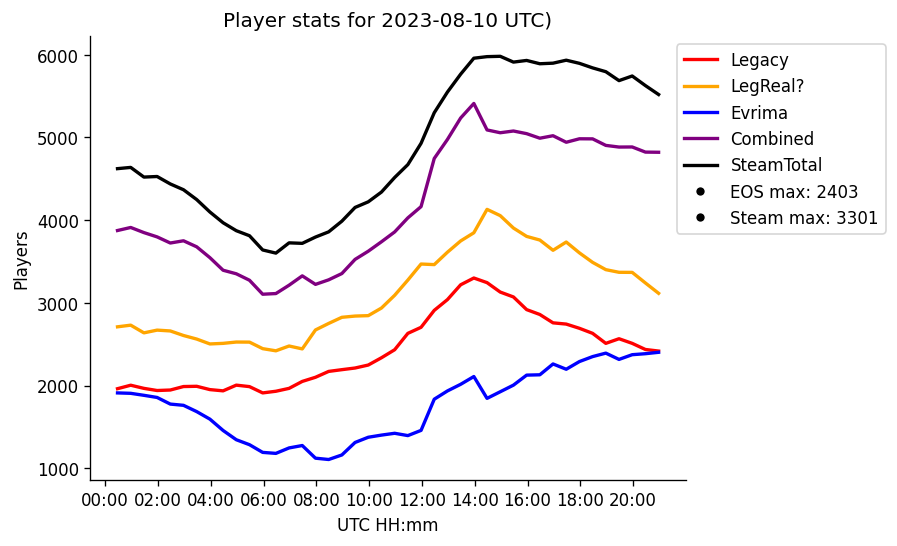 Player stats for 2023-08-10 UTC)
6000
5000
4000
3000
2000
1000
Players
Legacy
LegReal?
Evrima
Combined
SteamTotal
EOS max: 2403
Steam max: 3301
00:00 02:00 04:00 06:00 08:00 10:00 12:00 14:00 16:00 18:00 20:00
UTC HH:mm